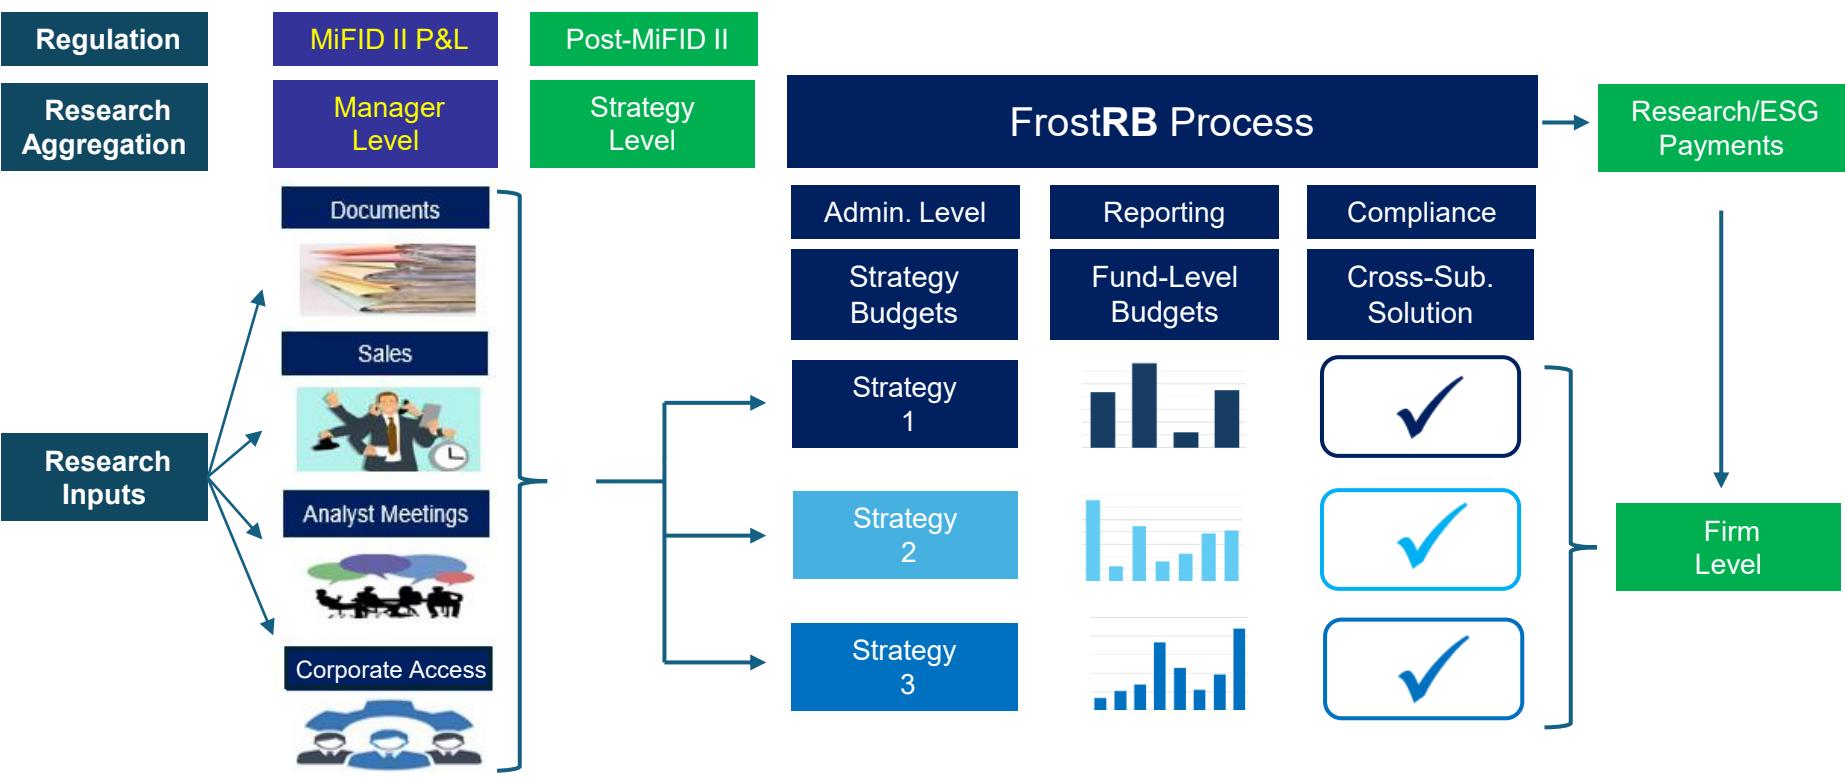 Regulation
MiFID II P&L
Post-MiFID II
Research
Aggregation
Manager
Level
Strategy
Level
FrostRB Process
Research/ESG
Payments
Documents
Sales
Analyst Meetings
Corporate Access
Research
Inputs
Admin. Level
Reporting
Compliance
Strategy
Budgets
Fund-Level
Budgets
Cross-Sub.
Solution
Strategy
1
Strategy
2
Strategy
3
Firm
Level